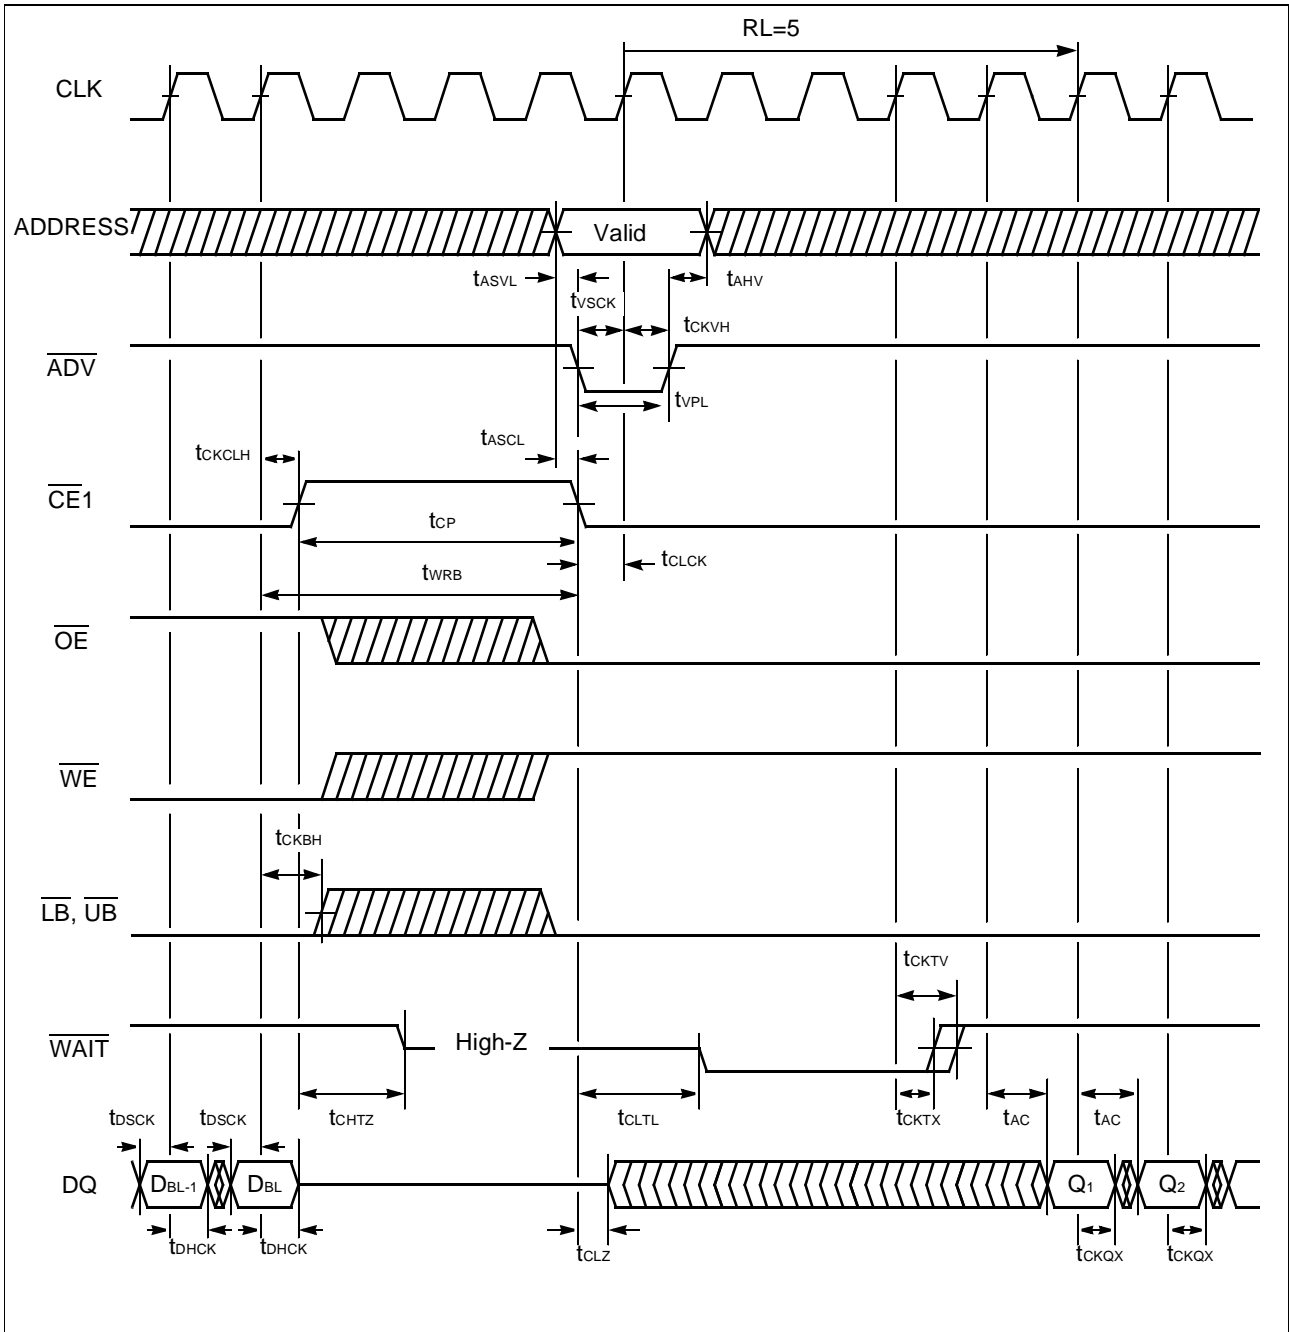 RL=5
CLK
ADDRESS
Valid
tASVL
tAHV
tVSCK
tCKVH
ADV
tVPL
tASCL
tCKCLH
CE1
tCP
tCLCK
tWRB
OE
WE
tCKBH
LB, UB
tCKTV
WAIT
High-Z
tDSCK
tDSCK
tCHTZ
tCLTL
tCKTX
tAC
tAC
DQ
DBL-1
DBL
Q1
Q2
tDHCK
tDHCK
tCLZ
tCKQX
tCKQX